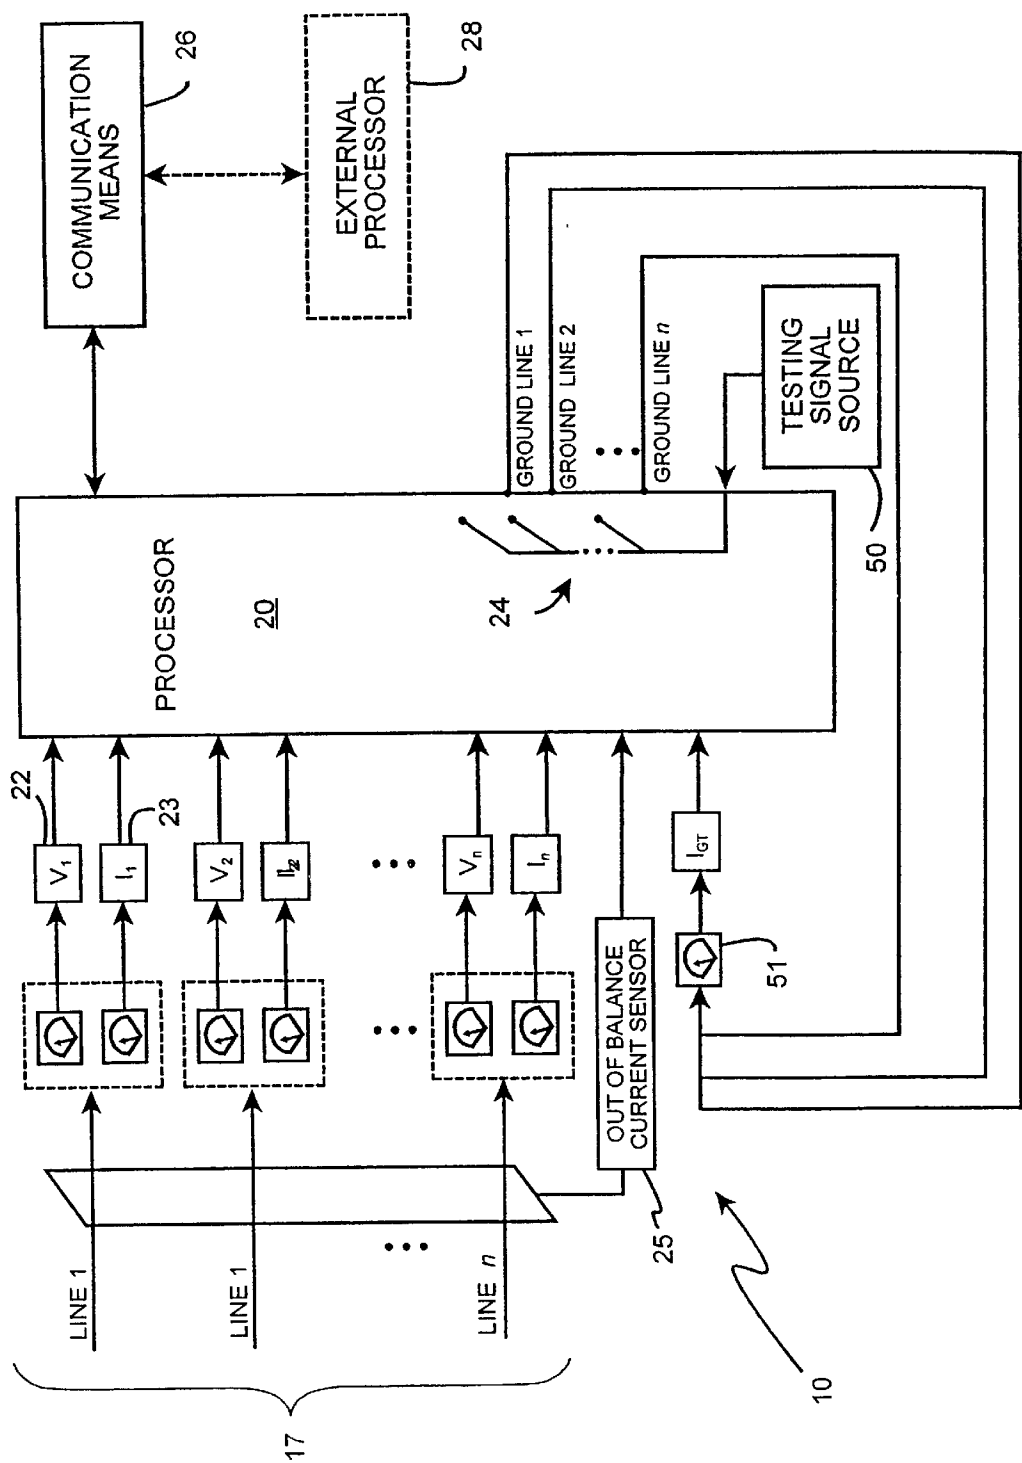 17
LINE 1
LINE 1
•••
LINE n
10
25
OUT OF BALANCE
CURRENT SENSOR
51
V1
22
I1
23
V2
I2
•••
•••
Vn
In
IGT
PROCESSOR
20
24
•••
50
TESTING
SIGNAL
SOURCE
GROUND LINE 1
GROUND LINE 2
•••
GROUND LINE n
COMMUNICATION
MEANS
26
EXTERNAL
PROCESSOR
28